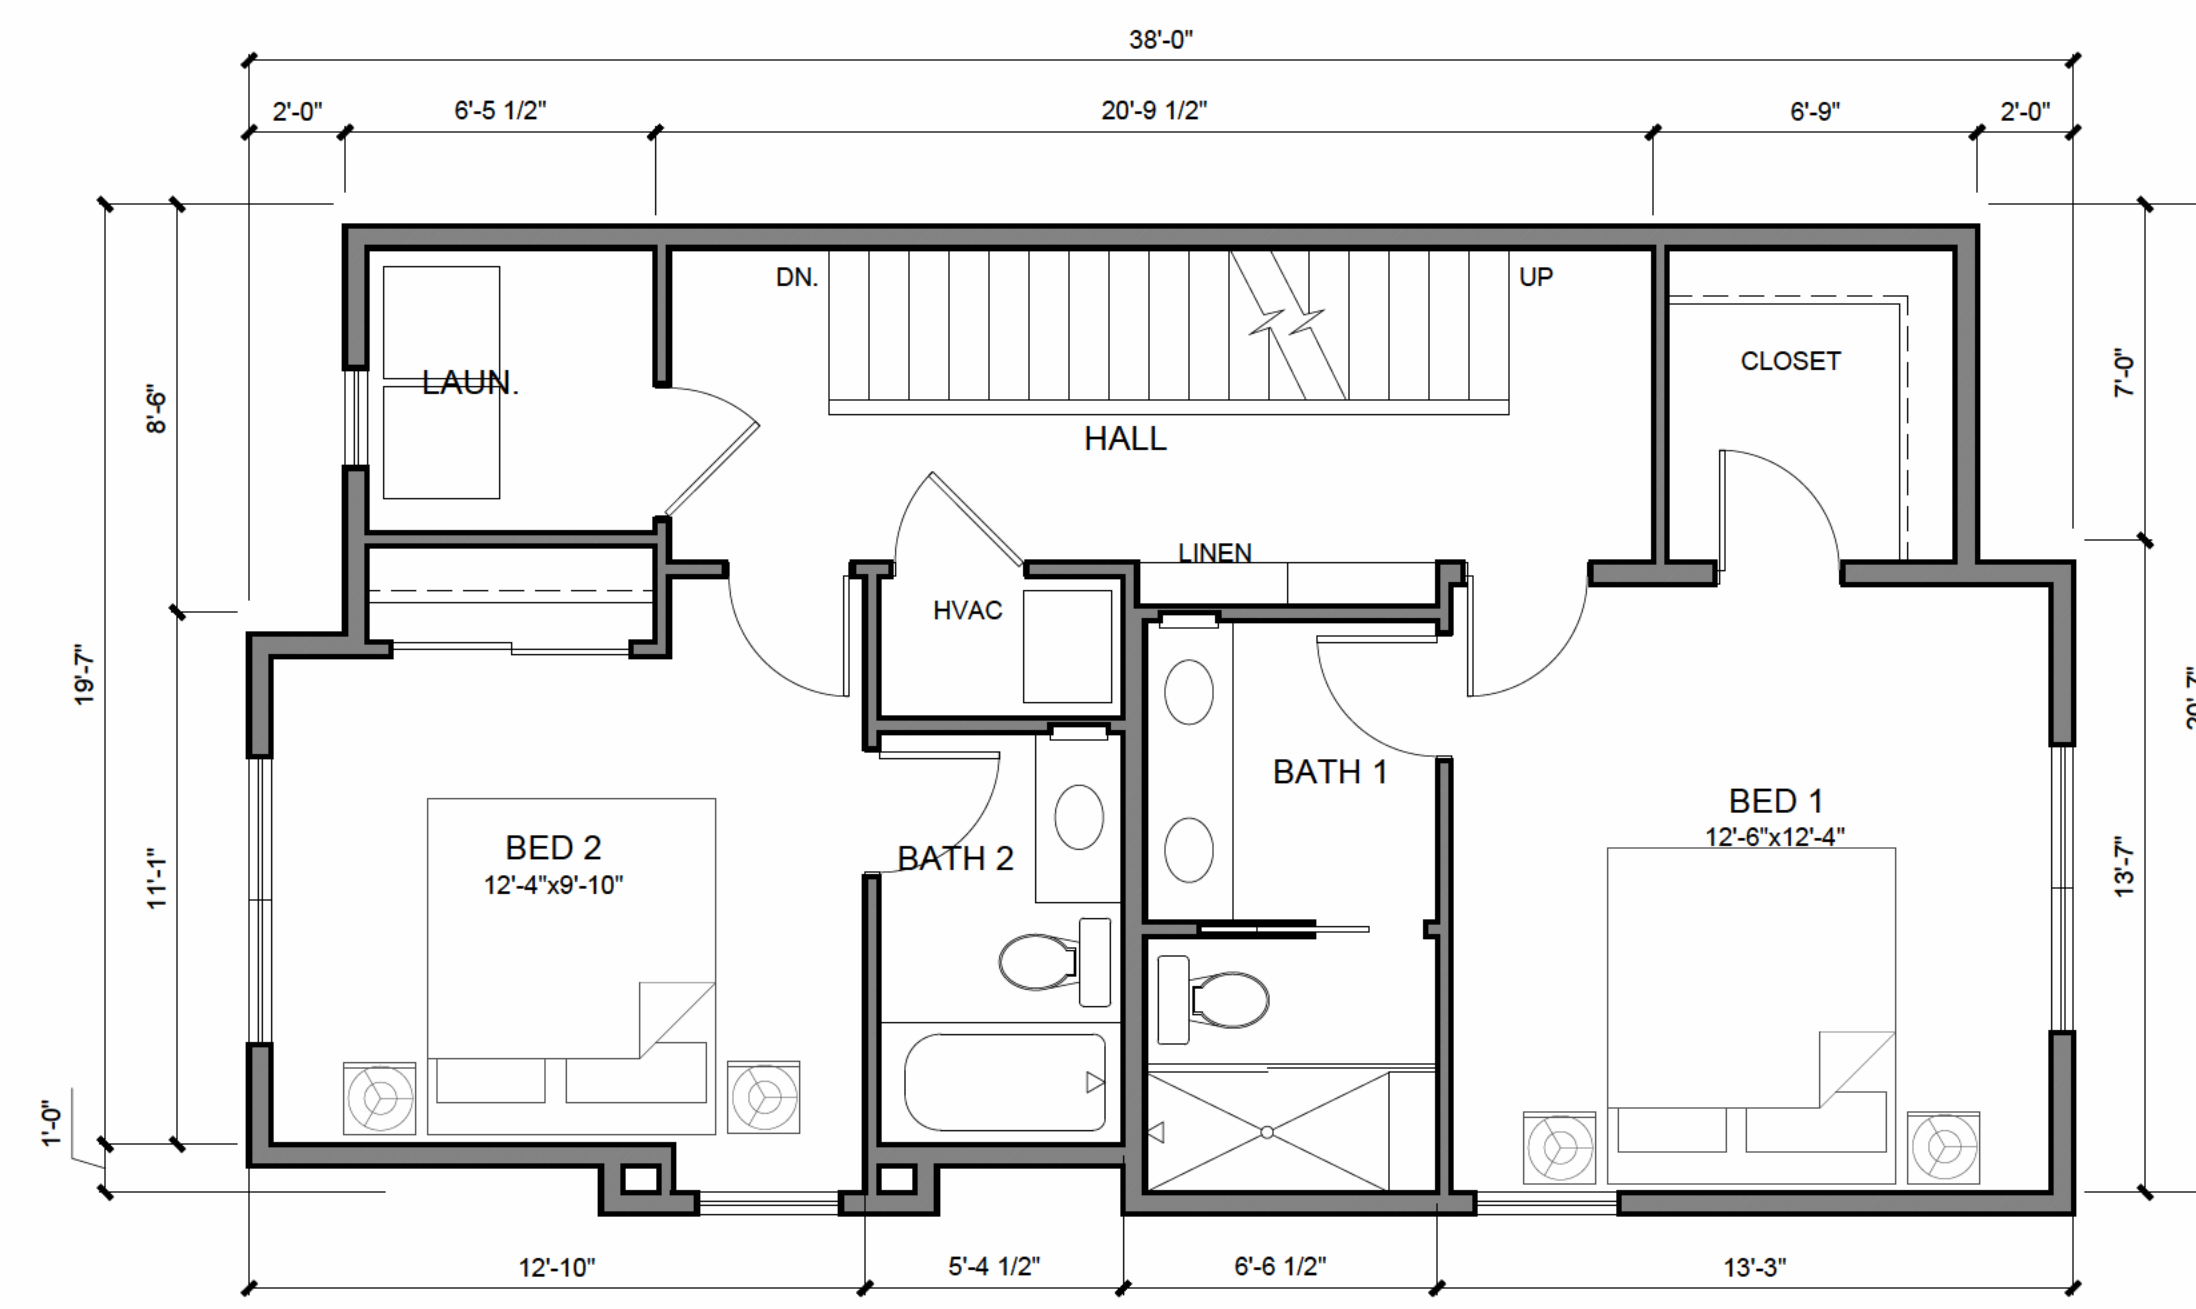 38'-0"
2'-0"
6'-5 1/2"
20'-9 1/2"
6'-9"
2'-0"
DN.
UP
LAUN.
CLOSET
7'-0"
8'-6"
HALL
LINEN
HVAC
19'-7"
BATH 1
BED 1
12'-6"x12'-4"
BED 2
12'-4"x9'-10"
BATH 2
11'-1"
13'-7"
1'-0"
12'-10"
5'-4 1/2"
6'-6 1/2"
13'-3"